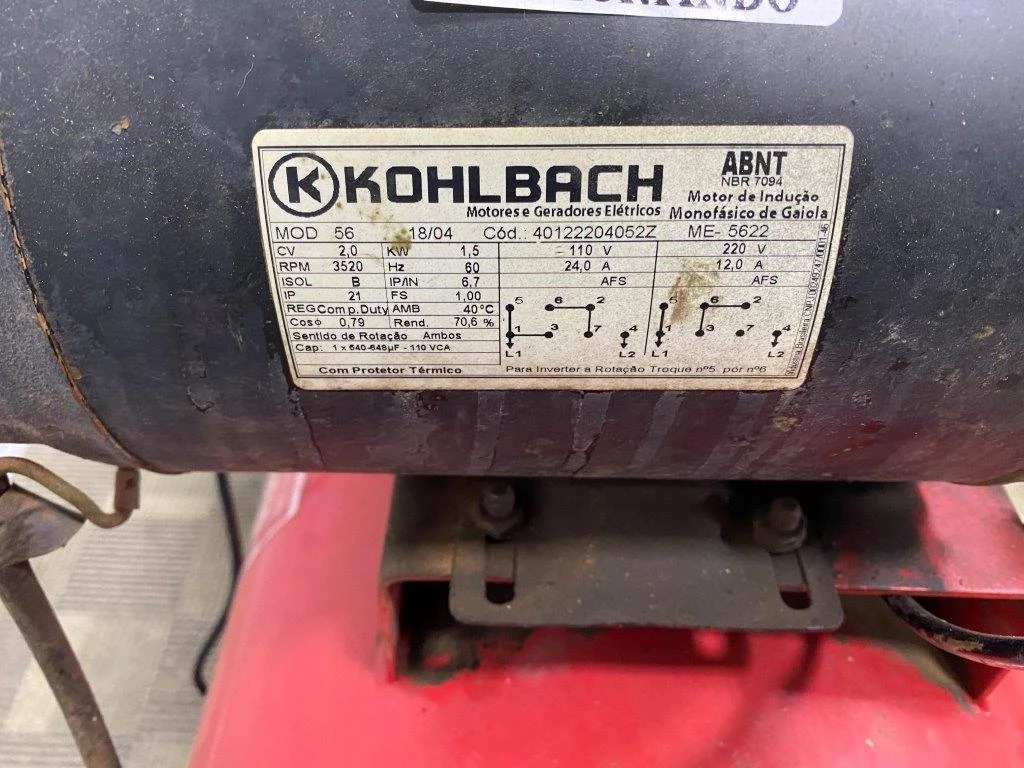 KOHLBACH
Motores e Geradores Elétricos
ABNT
NBR 7094
Motor de Indução
Monofásico de Gaiola
MOD 56 18/04 Cód.: 40122204052Z ME- 5622
CV 2,0 KW 1,5
RPM 3520 Hz 60
ISOL B IP/IN 6,7
IP 21 FS 1,00
REG Comp.Duty AMB 40°C
Cosɸ 0,79 Rend. 70,6 %
Sentido de Rotação Ambos
Cap: 1 x 540-648µF - 110 VCA
Com Protetor Térmico
110 V
24,0 A
AFS
5 6 2
1 3 7 4
L1 L2
220 V
12,0 A
AFS
5 6 2
1 3 7 4
L1 L2
Para Inverter a Rotação Troque nº5 por nº6